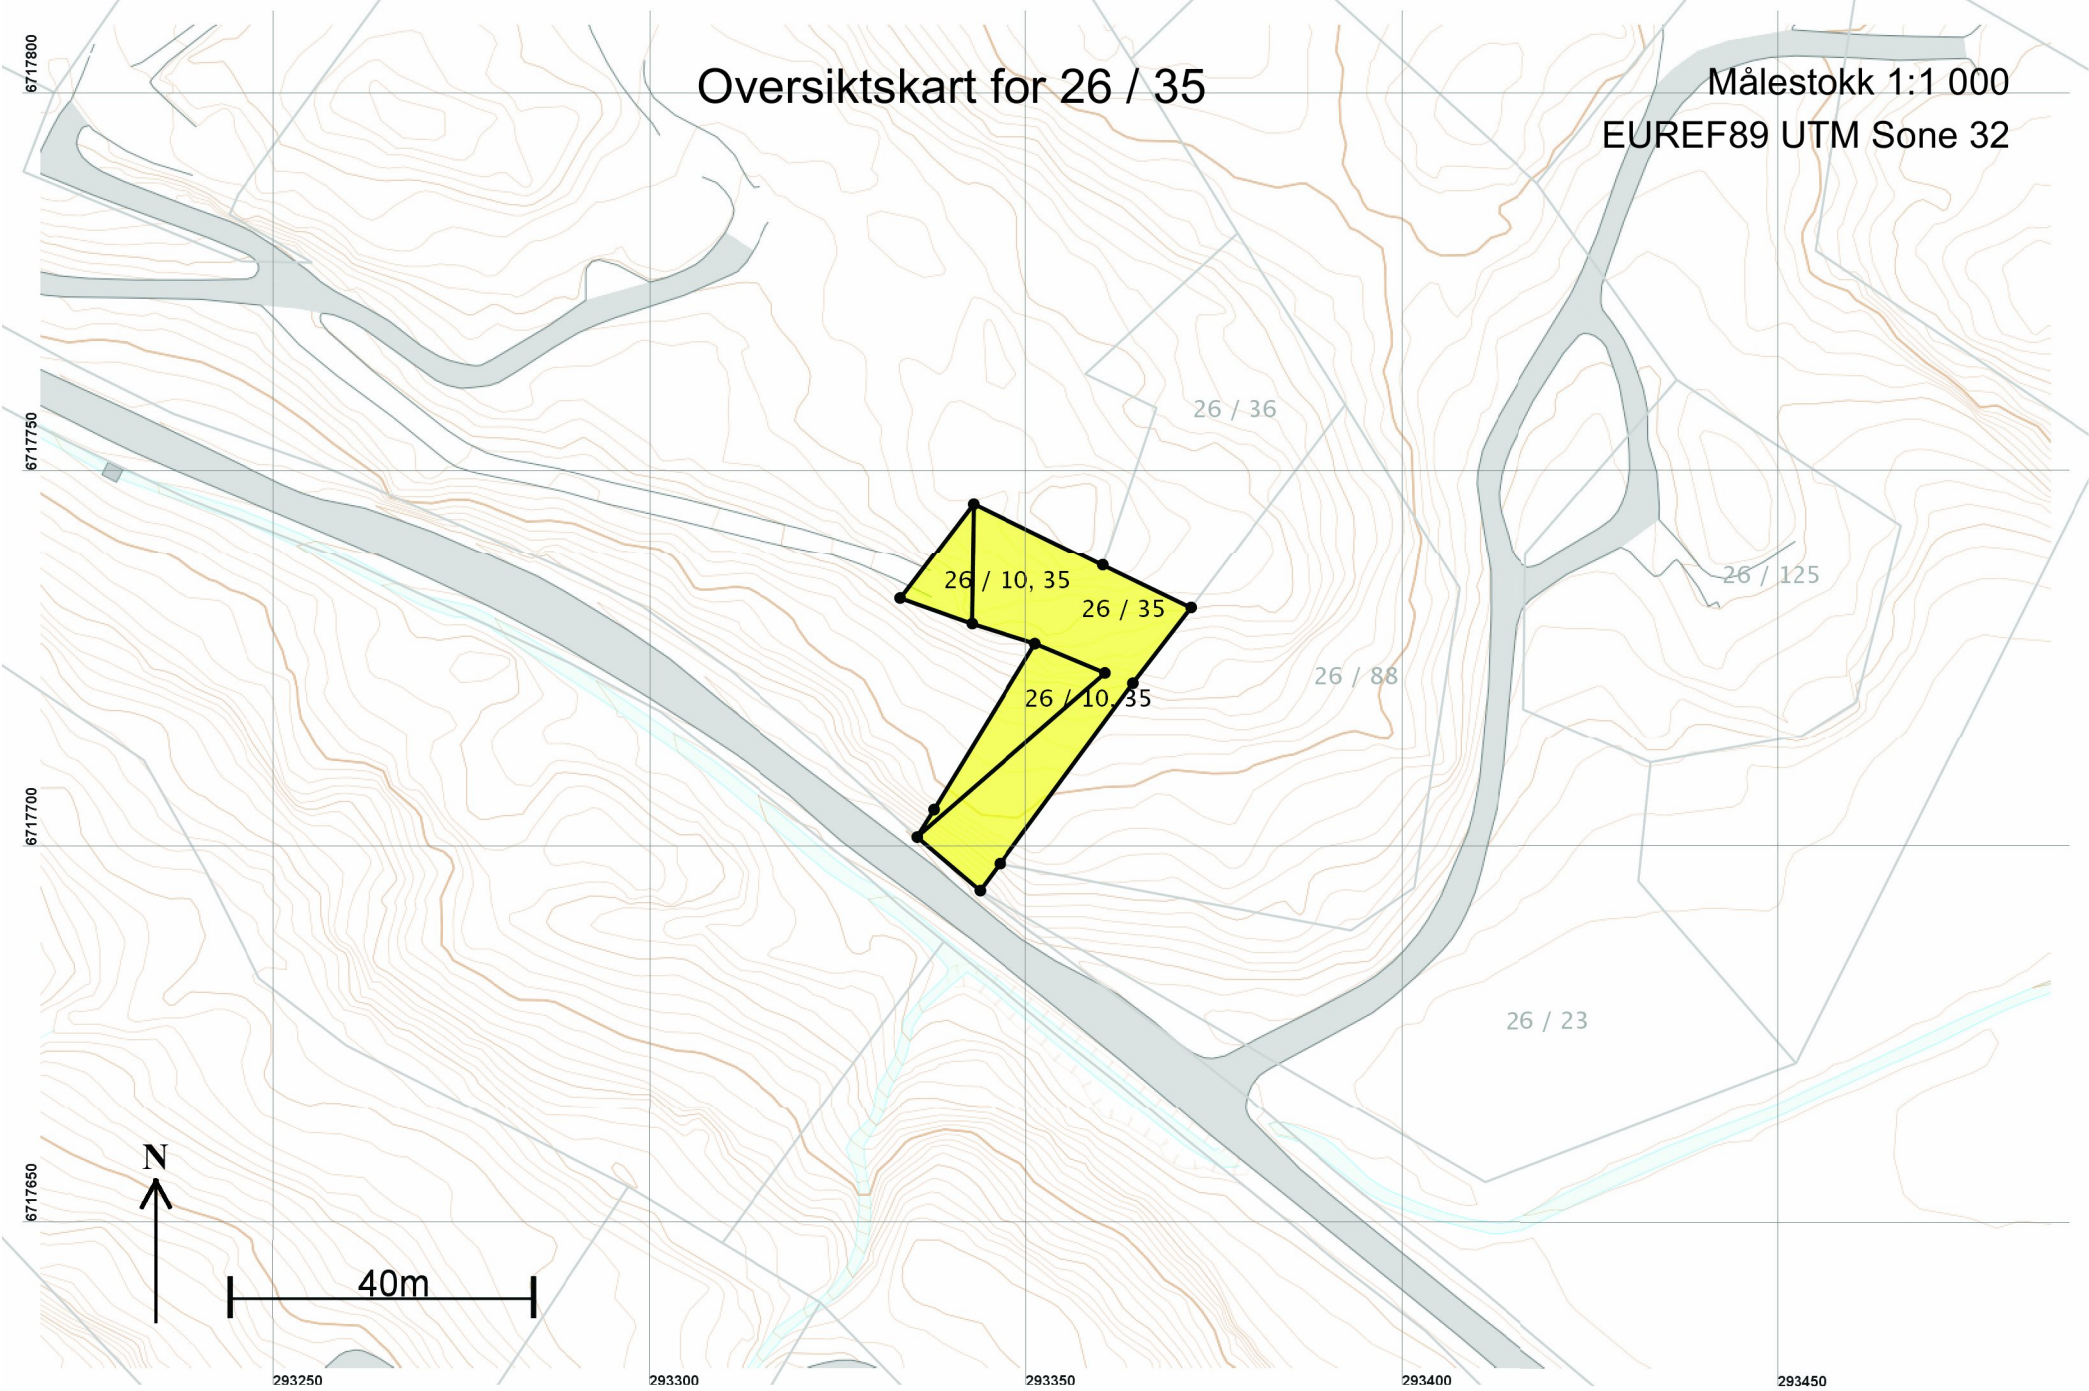 Oversiktskart for 26 / 35
Målestokk 1:1 000
EUREF89 UTM Sone 32
6717800
6717750
6717700
6717650
26 / 36
26 / 10, 35
26 / 35
26 / 125
26 / 88
26 / 10, 35
26 / 23
N
40m
293250
293300
293350
293400
293450